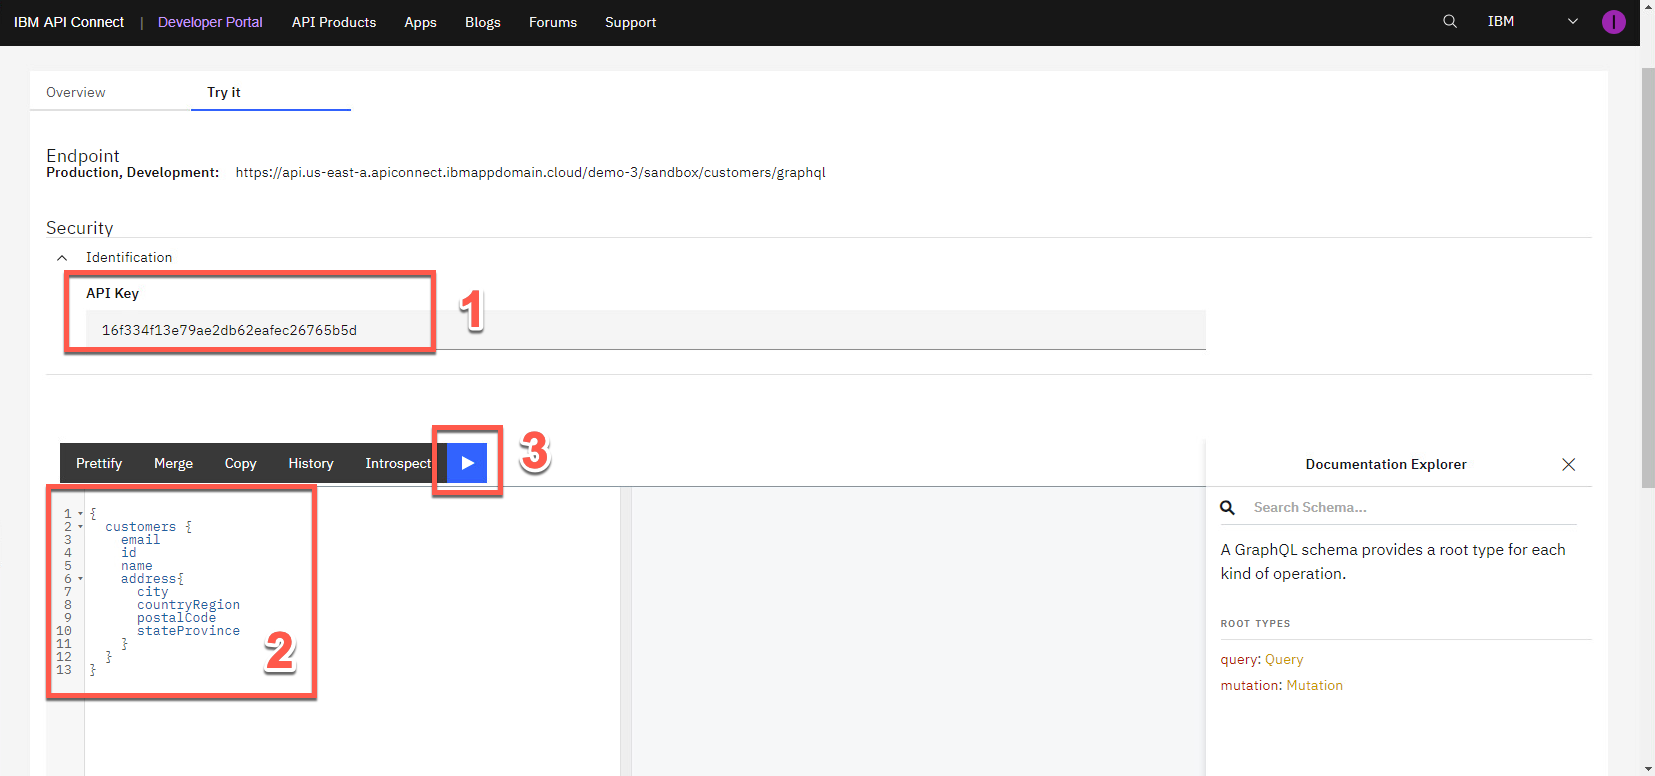 IBM API Connect | Developer Portal API Products Apps Blogs Forums Support IBM I
Overview Try it
Endpoint
Production, Development: https://api.us-east-a.apiconnect.ibmappdomain.cloud/demo-3/sandbox/customers/graphql
Security
Identification
API Key
16f334f13e79ae2db62eafec26765b5d
1
Prettify Merge Copy History Introspect
3
1 {
2 customers {
3 email
4 id
5 name
6 address{
7 city
8 countryRegion
9 postalCode
10 stateProvince
11 }
12 }
13 }
2
Documentation Explorer
Search Schema...
A GraphQL schema provides a root type for each
kind of operation.
ROOT TYPES
query: Query
mutation: Mutation